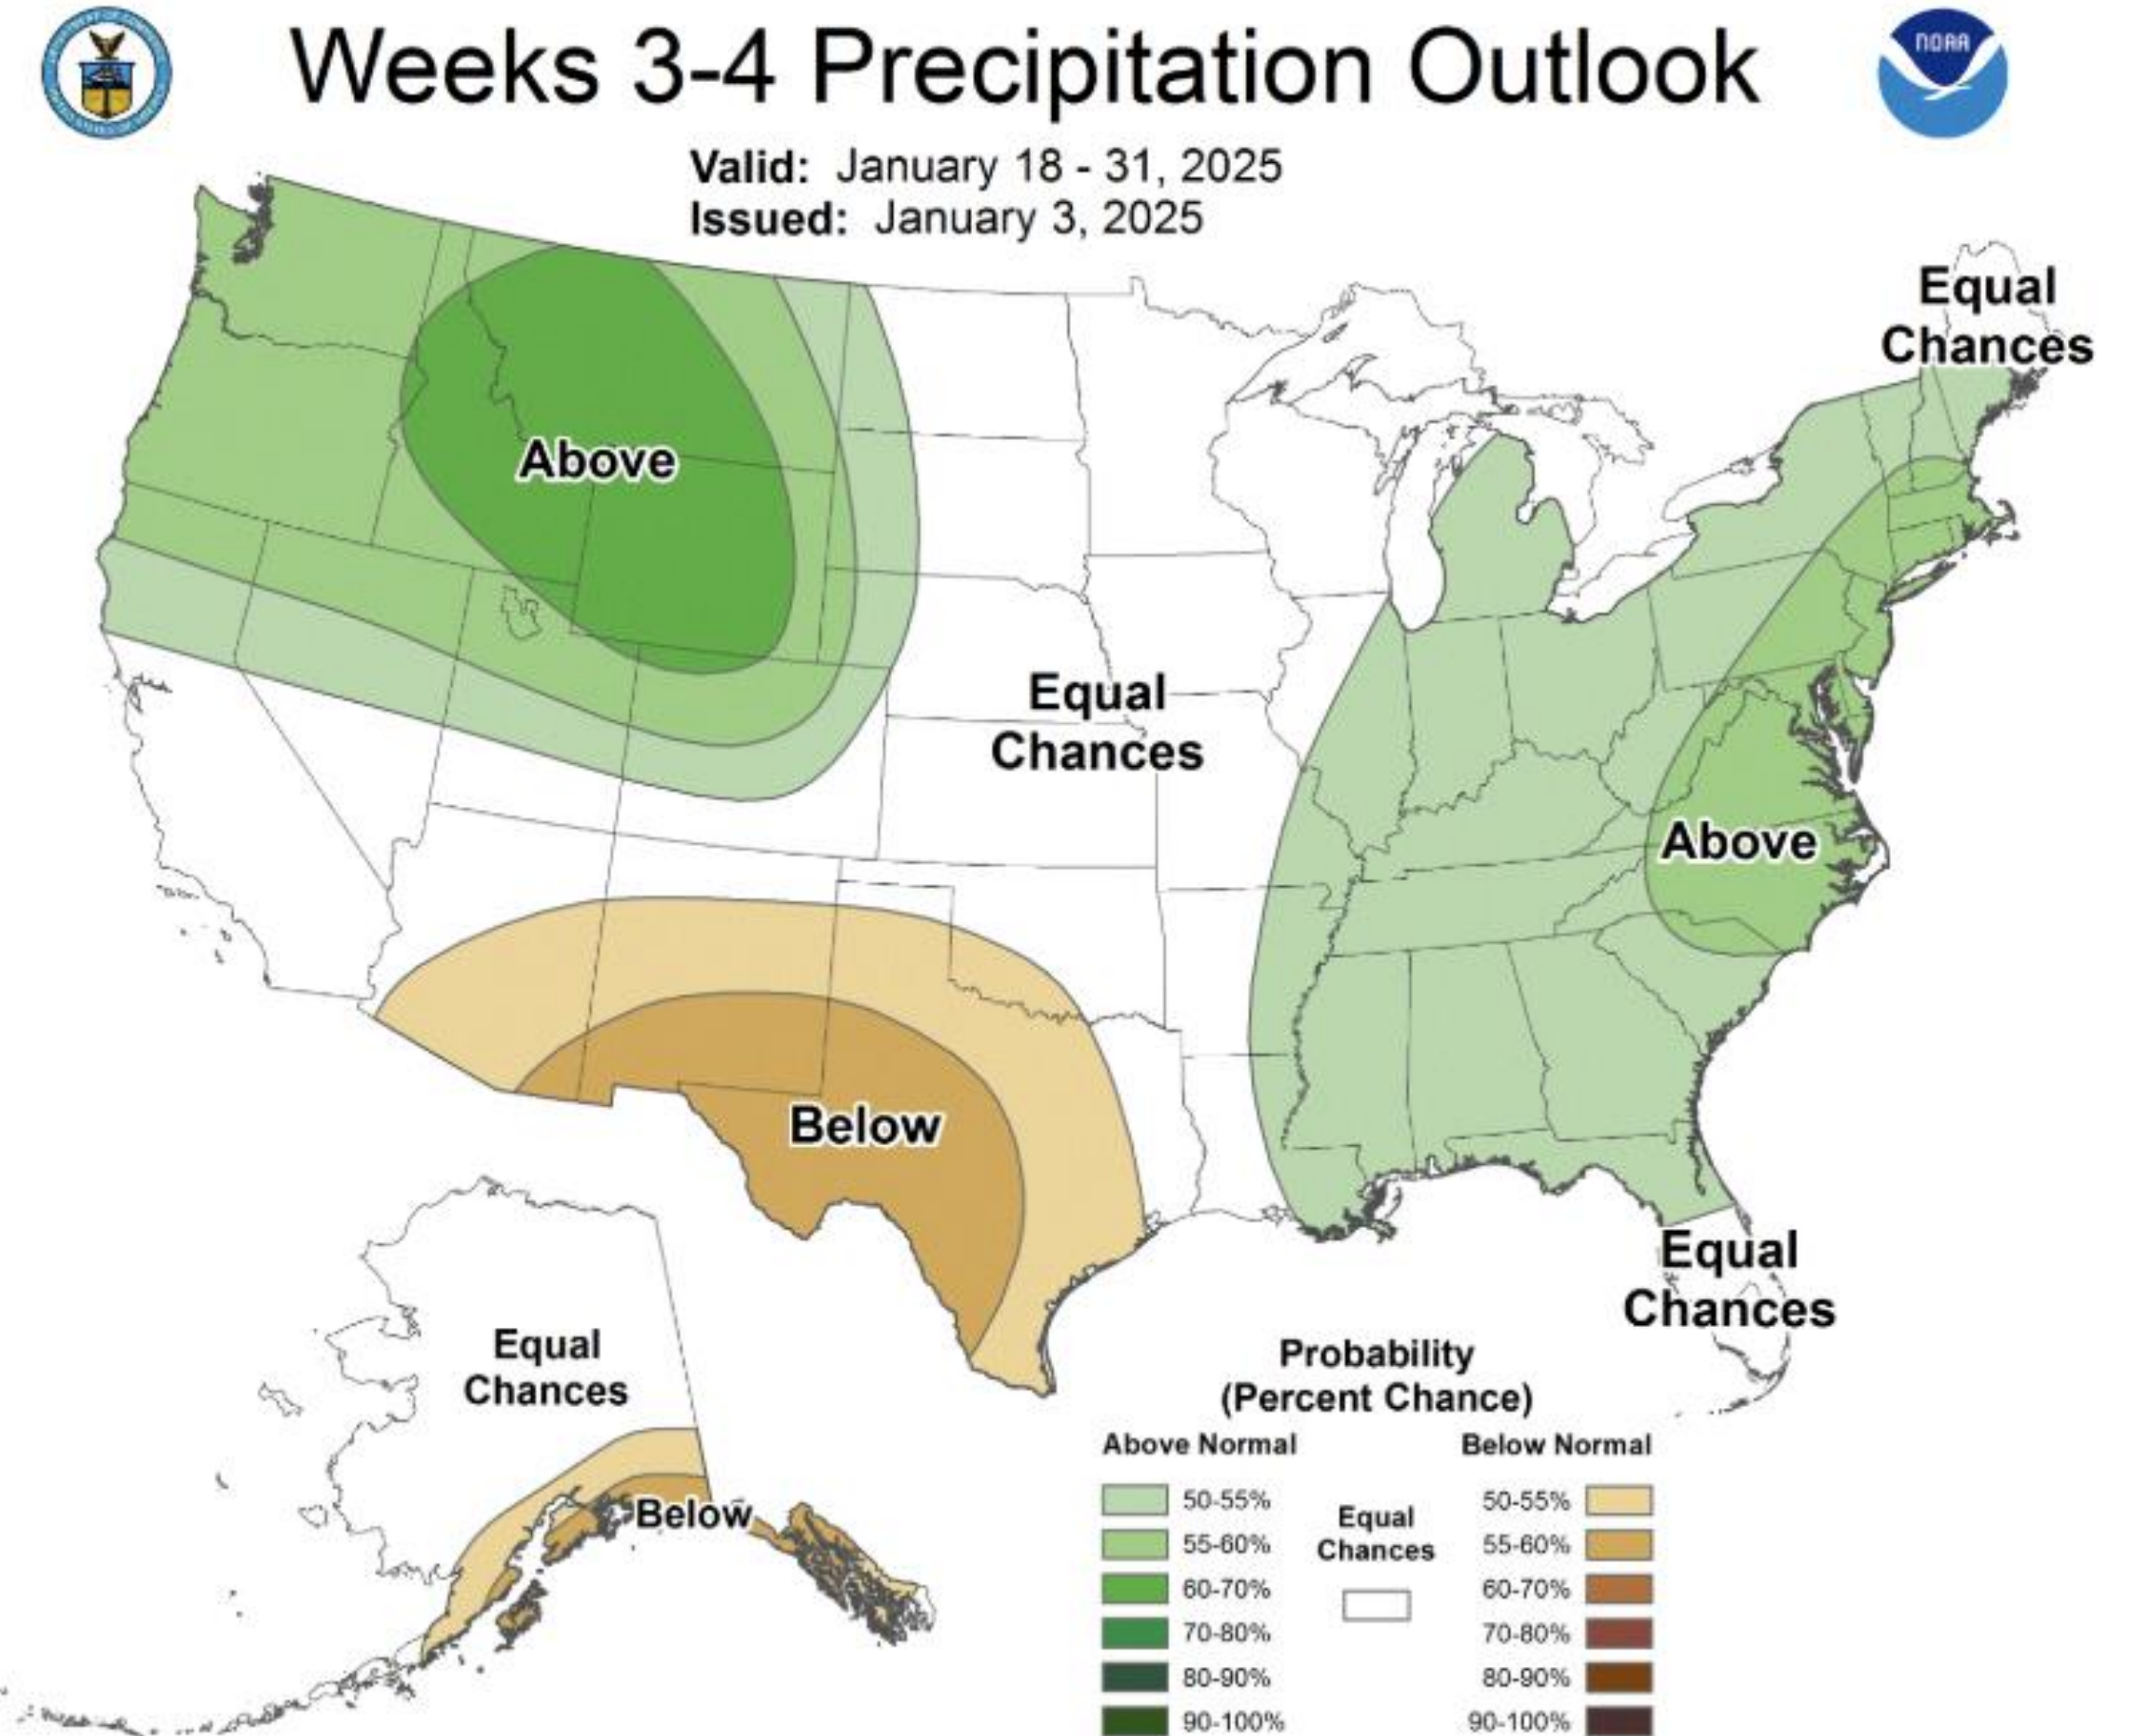 Weeks 3-4 Precipitation Outlook
NOAA
Valid: January 18 - 31, 2025
Issued: January 3, 2025
Equal
Chances
Above
Equal
Chances
Above
Below
Equal
Chances
Equal
Chances
Below
Probability
(Percent Chance)
Above Normal
Below Normal
50-55%
55-60%
60-70%
70-80%
80-90%
90-100%
Equal
Chances
50-55%
55-60%
60-70%
70-80%
80-90%
90-100%